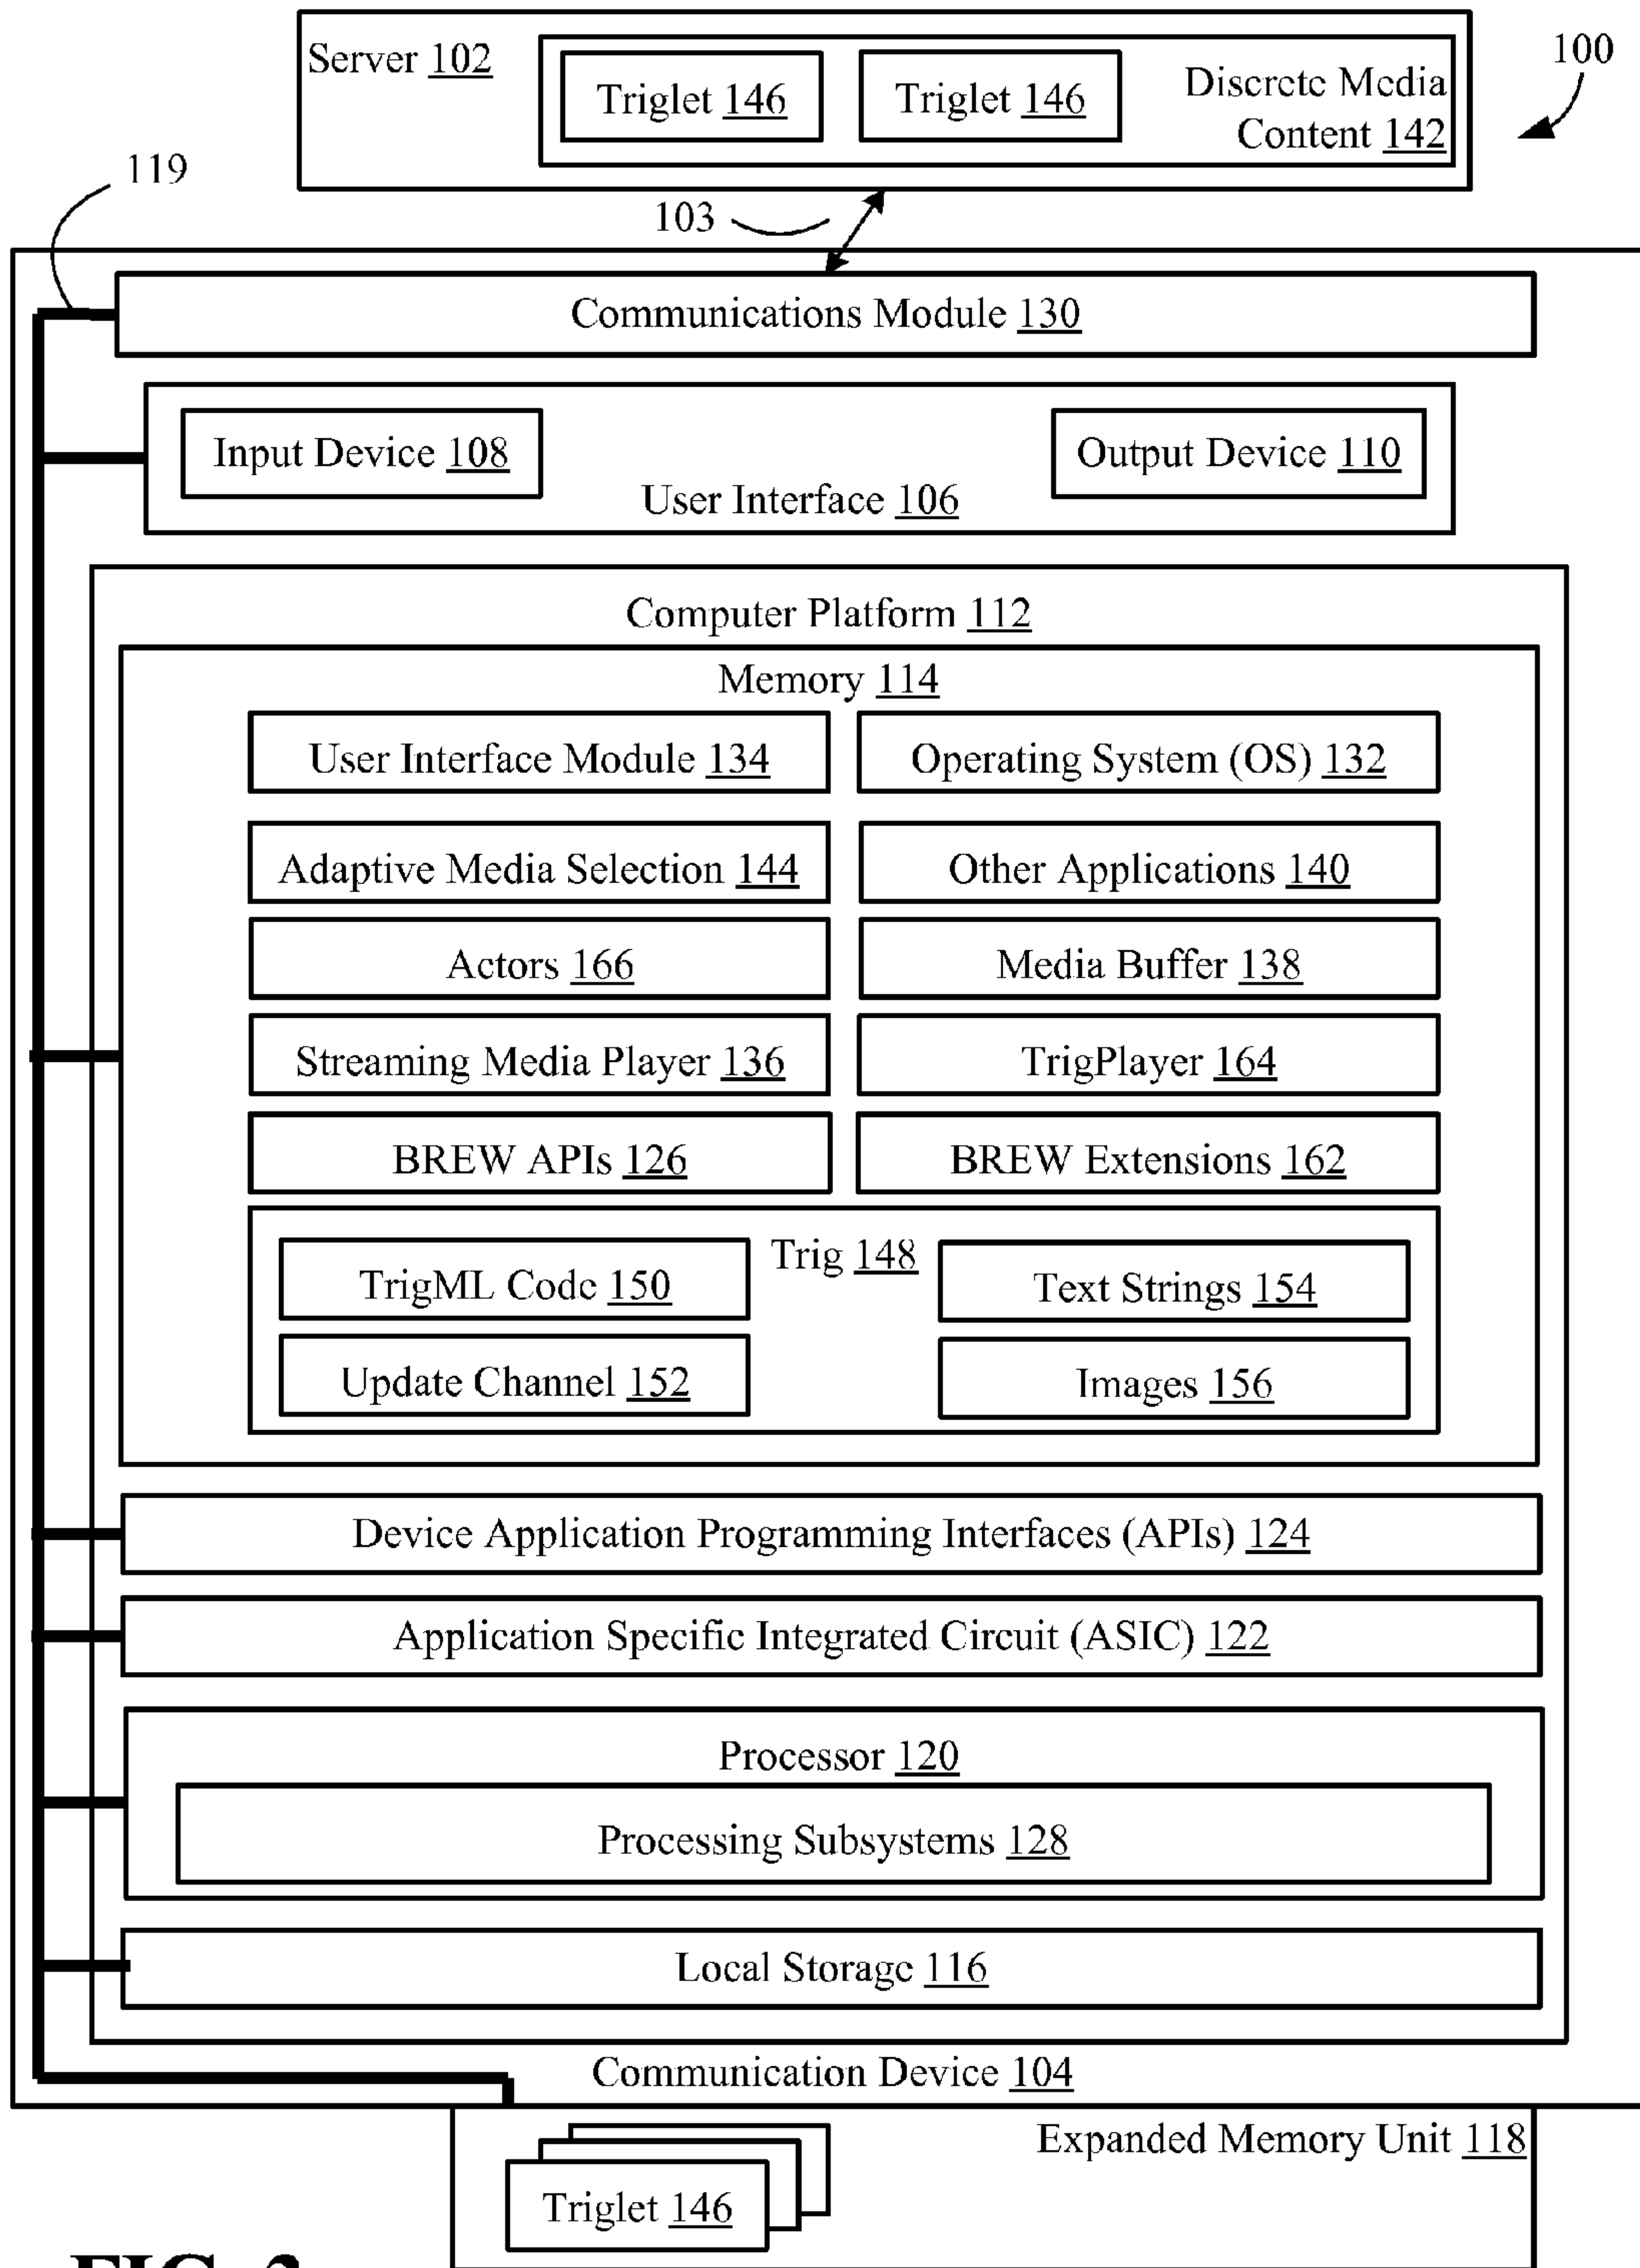 Server 102
Triglet 146
Triglet 146
Discrete Media
Content 142
100
119
103
Communications Module 130
Input Device 108
Output Device 110
User Interface 106
Computer Platform 112
Memory 114
User Interface Module 134
Operating System (OS) 132
Adaptive Media Selection 144
Other Applications 140
Actors 166
Media Buffer 138
Streaming Media Player 136
TrigPlayer 164
BREW APIs 126
BREW Extensions 162
Trig 148
TrigML Code 150
Text Strings 154
Update Channel 152
Images 156
Device Application Programming Interfaces (APIs) 124
Application Specific Integrated Circuit (ASIC) 122
Processor 120
Processing Subsystems 128
Local Storage 116
Communication Device 104
Expanded Memory Unit 118
Triglet 146